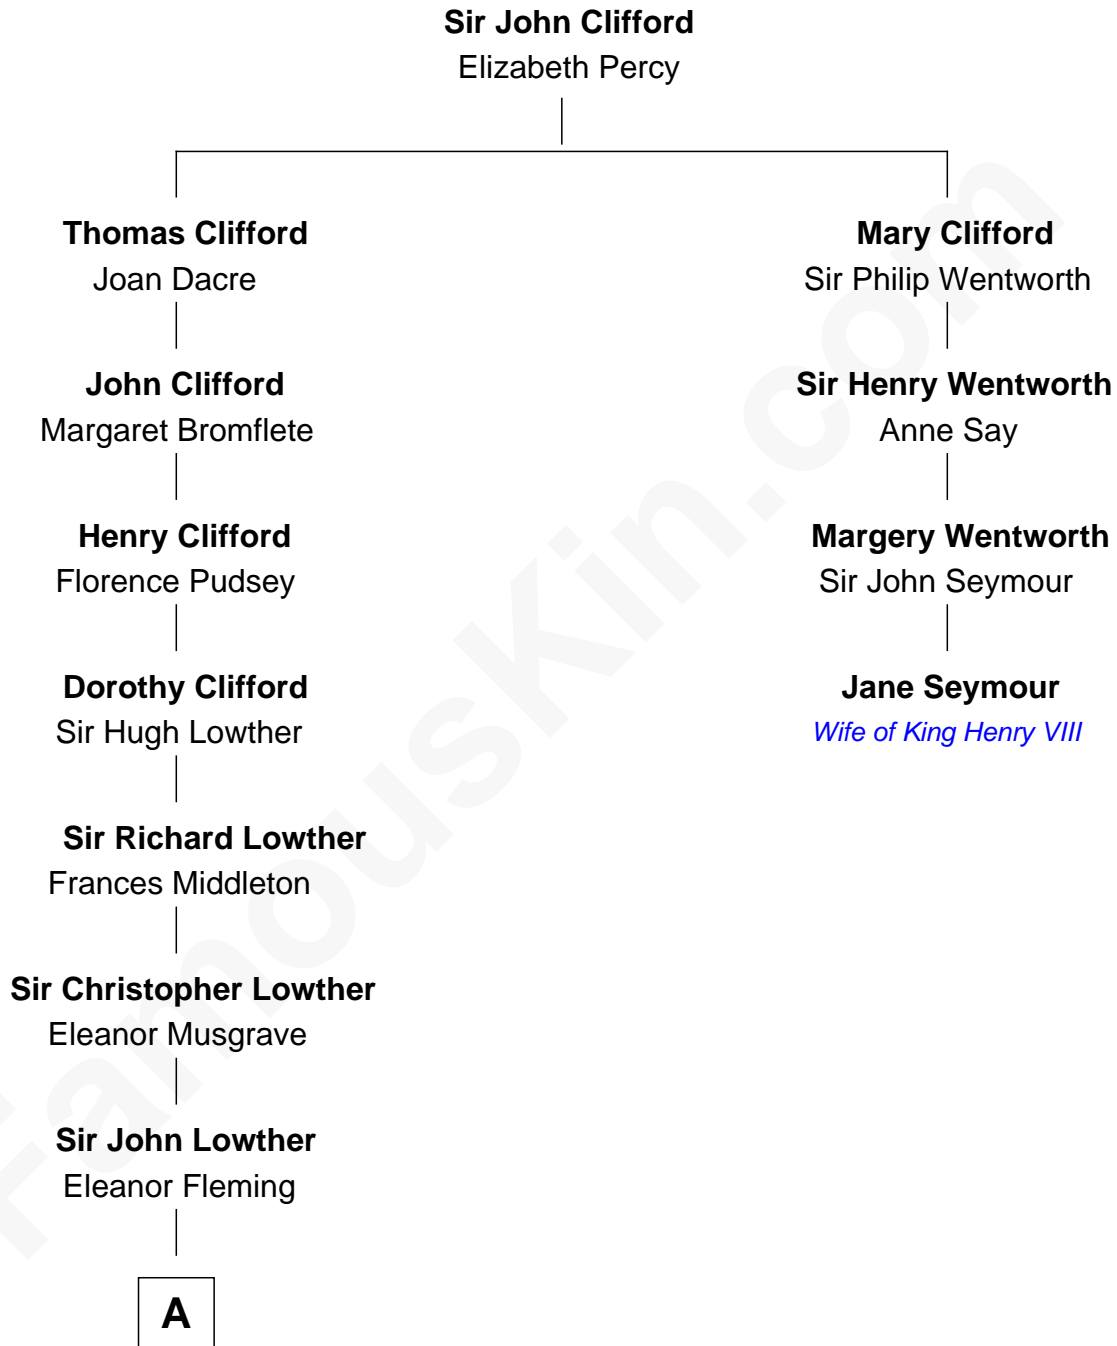 Sir John Clifford
Elizabeth Percy
Thomas Clifford
Joan Dacre
John Clifford
Margaret Bromflete
Henry Clifford
Florence Pudsey
Dorothy Clifford
Sir Hugh Lowther
Sir Richard Lowther
Frances Middleton
Sir Christopher Lowther
Eleanor Musgrave
Sir John Lowther
Eleanor Fleming
A
Mary Clifford
Sir Philip Wentworth
Sir Henry Wentworth
Anne Say
Margery Wentworth
Sir John Seymour
Jane Seymour
Wife of King Henry VIII
FamousKin.com